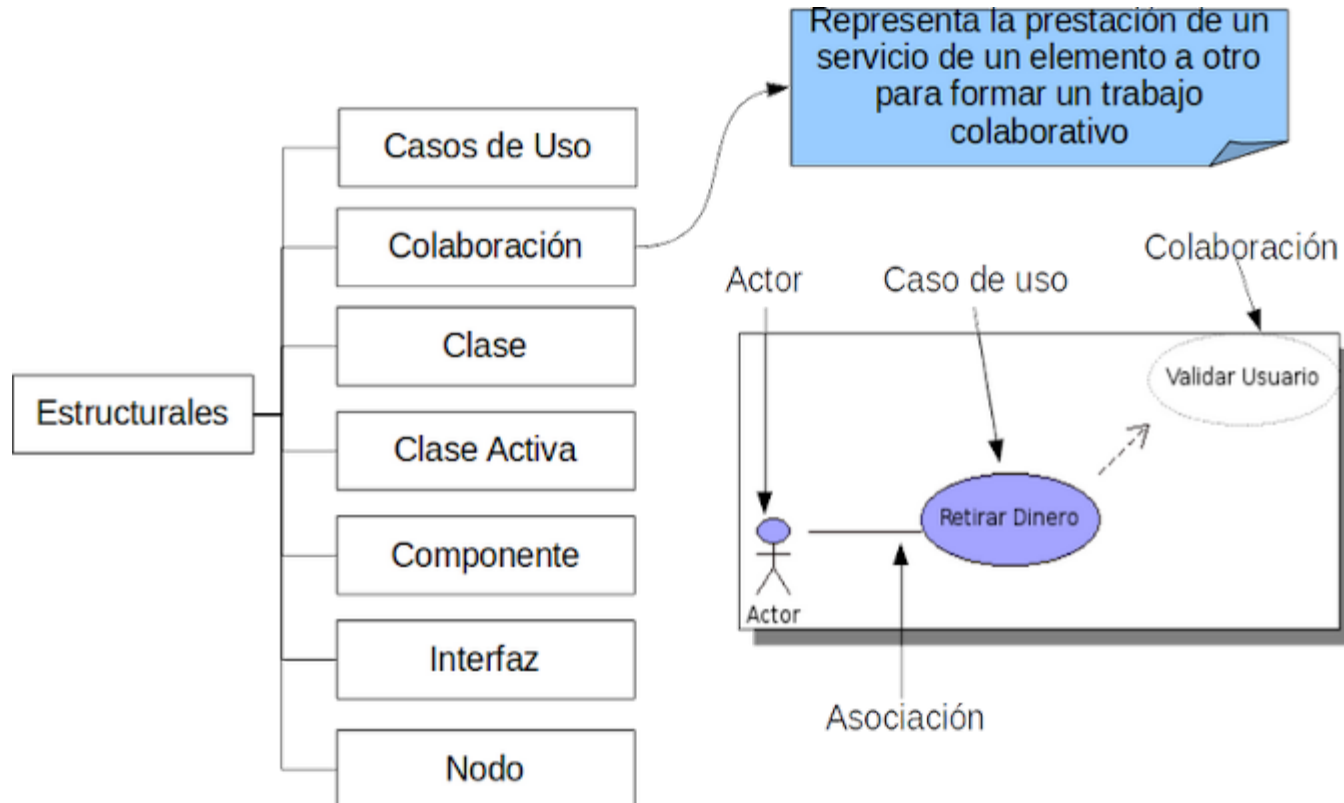 Representa la prestación de un
servicio de un elemento a otro
para formar un trabajo
colaborativo
Casos de Uso
Colaboración
Clase
Estructurales
Clase Activa
Componente
Interfaz
Nodo
Colaboración
Actor
Caso de uso
Validar Usuario
Retirar Dinero
Actor
Asociación